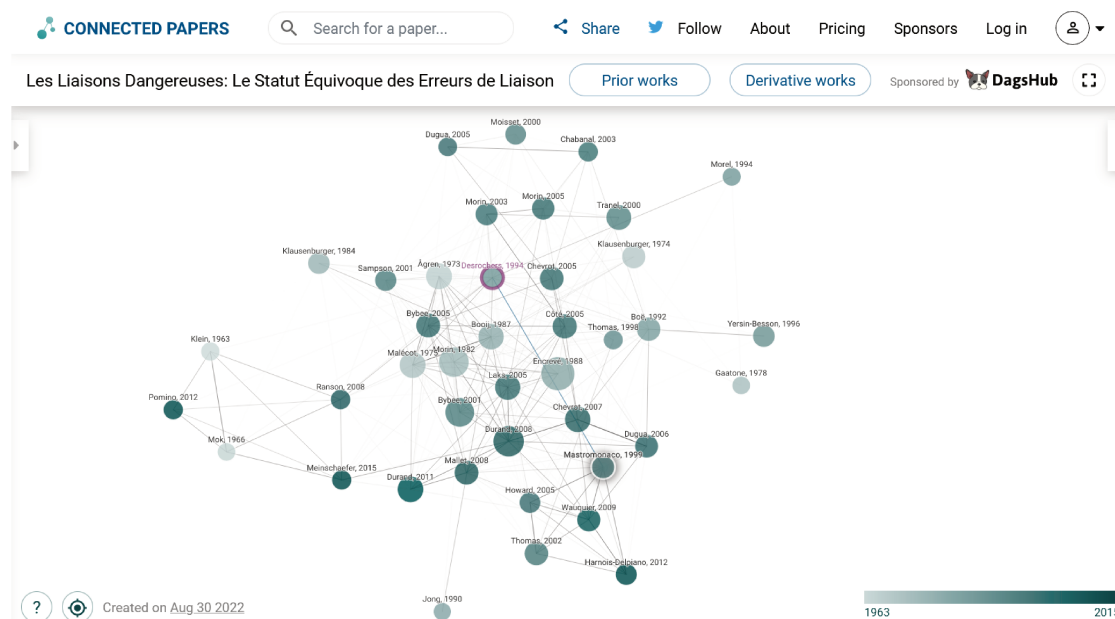 CONNECTED PAPERS
Search for a paper...
Share
Follow
About
Pricing
Sponsors
Log in
Les Liaisons Dangereuses: Le Statut Équivoque des Erreurs de Liaison
Prior works
Derivative works
Sponsored by DagsHub
Moisset, 2000
Dugua, 2005
Chabanal, 2003
Morel, 1994
Morin, 2005
Morin, 2003
Tranel, 2000
Klausenburger, 1974
Klausenburger, 1984
Ågren, 1973
Desrochers, 1994
Chevrot, 2005
Sampson, 2001
Bybee, 2005
Côté, 2005
Boë, 1992
Booij, 1987
Thomas, 1998
Yersin-Besson, 1996
Klein, 1963
Malécot, 1975
Morin, 1982
Encrevé, 1988
Gaatone, 1978
Laks, 2005
Ranson, 2008
Pomino, 2012
Bybee, 2001
Chevrot, 2007
Durand, 2008
Dugua, 2006
Mok, 1966
Mastromonaco, 1999
Mallet, 2008
Meinschaefer, 2015
Durand, 2011
Howard, 2005
Wauquier, 2009
Thomas, 2002
Harnois-Delpiano, 2012
Jong, 1990
? Created on Aug 30 2022
1963
2015